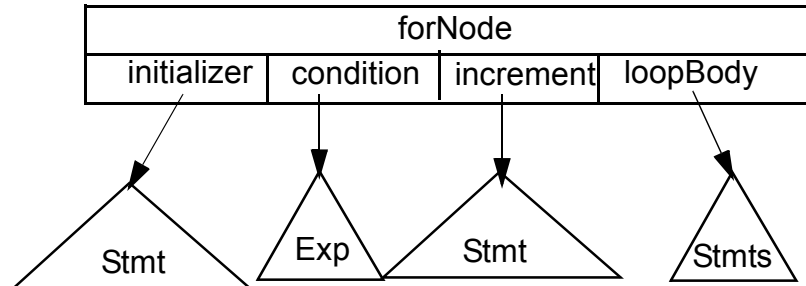 forNode
initializer condition increment loopBody
Stmt Exp Stmt Stmts